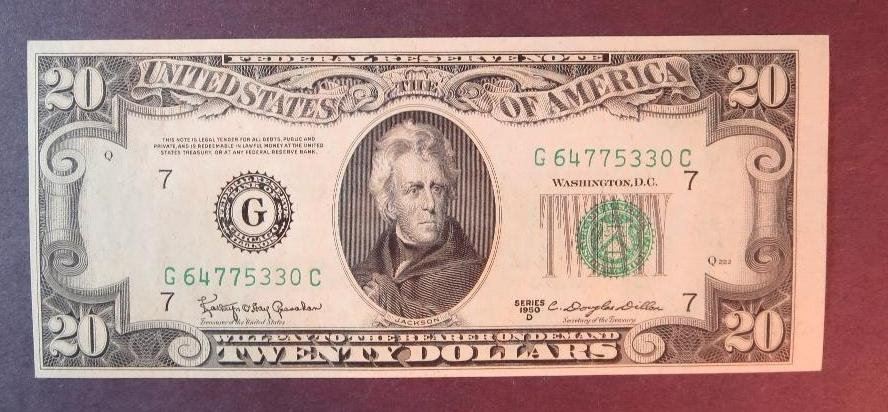 FEDERAL RESERVE NOTE
20 UNITED STATES THE OF AMERICA 20
THIS NOTE IS LEGAL TENDER FOR ALL DEBTS, PUBLIC AND
PRIVATE, AND IS REDEEMABLE IN LAWFUL MONEY AT THE UNITED
STATES TREASURY, OR AT ANY FEDERAL RESERVE BANK.
Q
G 64775330 C
7
WASHINGTON, D.C.
7
G
Q 222
G 64775330 C
7
SERIES
1950
D
7
Treasurer of the United States
JACKSON
C. Douglas Dillon
Secretary of the Treasury
20 WILL PAY TO THE BEARER ON DEMAND 20
TWENTY DOLLARS